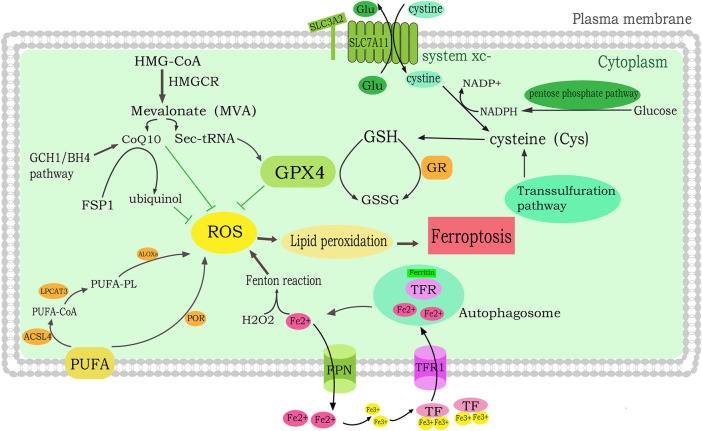 Glu
cystine
SLC3A2
Plasma membrane
SLC7A11
system xc-
Cytoplasm
HMG-CoA
HMGCR
Glu
cystine
NADP+
pentose phosphate pathway
Mevalonate (MVA)
NADPH
Glucose
CoQ10
Sec-tRNA
GSH
cysteine (Cys)
GCH1/BH4
pathway
GPX4
GR
FSP1
ubiquinol
GSSG
Transsulfuration
pathway
ROS
Lipid peroxidation
Ferroptosis
ALOXs
LPCAT3
PUFA-PL
Fenton reaction
Ferritin
TFR
PUFA-CoA
POR
H2O2
Fe2+
Fe2+
Fe2+
Autophagosome
ACSL4
PUFA
FPN
TFR1
Fe2+
Fe2+
Fe3+
Fe3+
TF
Fe3+
Fe3+
TF
Fe3+
Fe3+